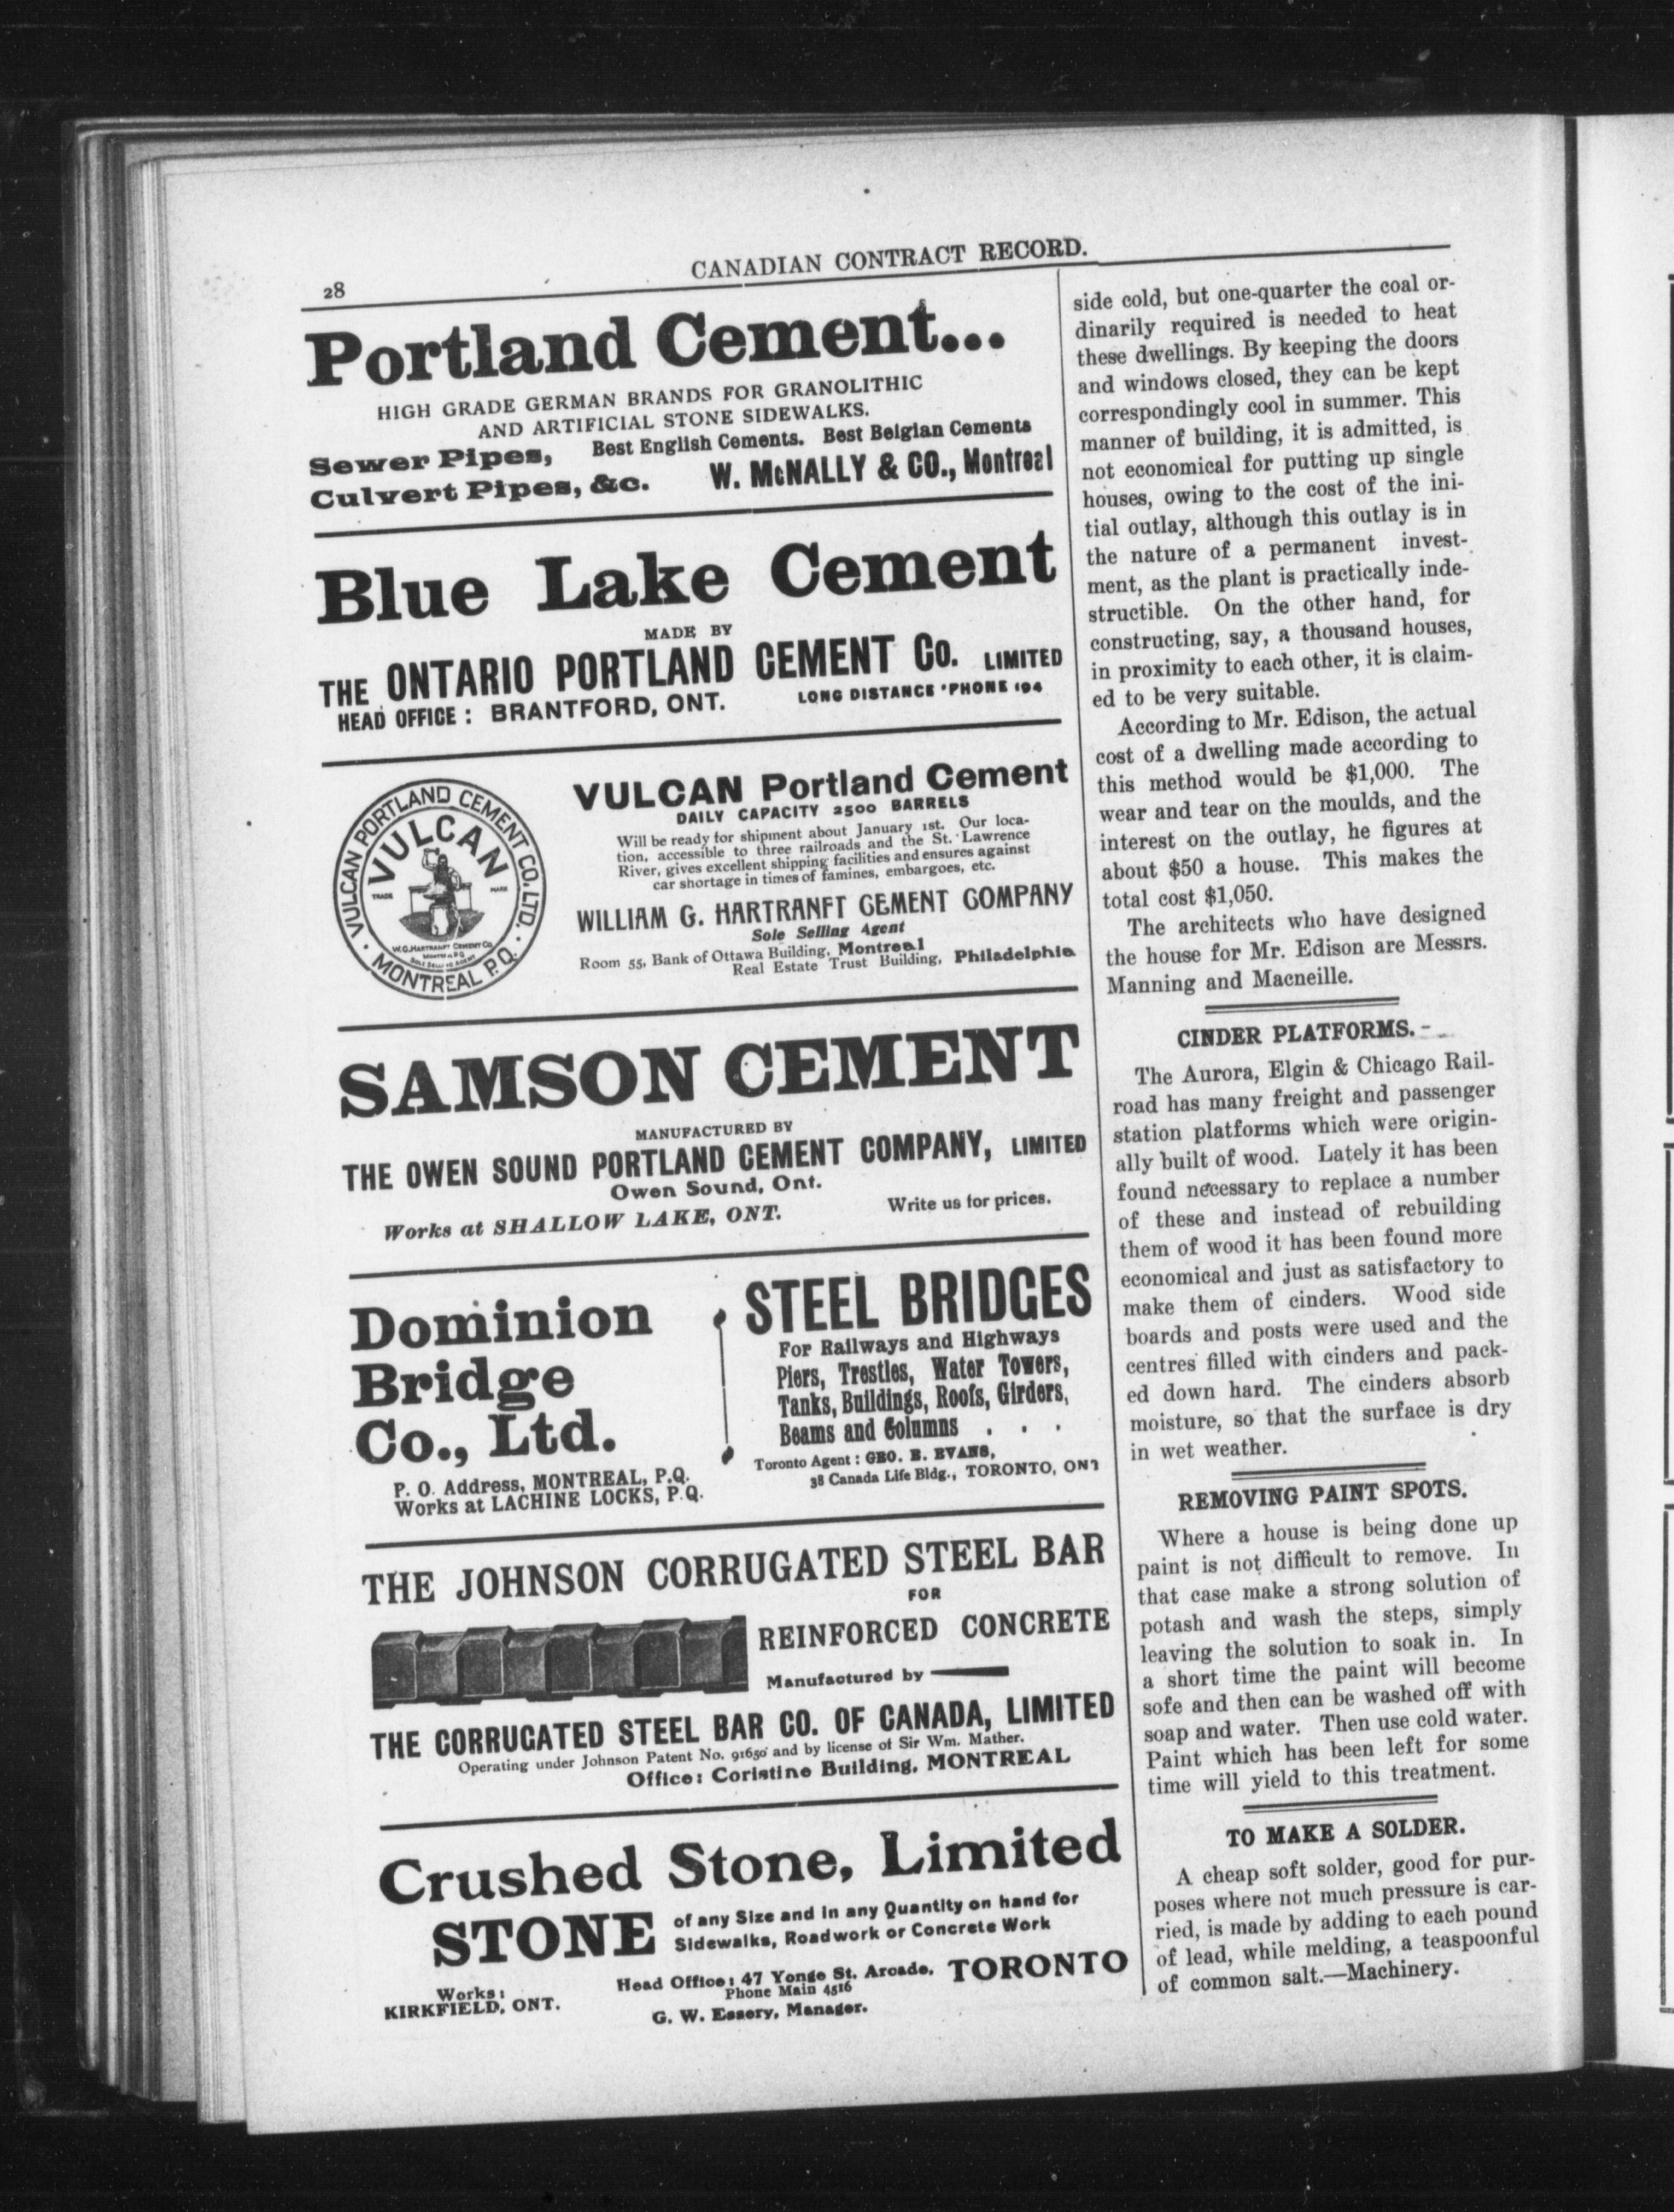 28
CANADIAN CONTRACT RECORD.
Portland Cement...
HIGH GRADE GERMAN BRANDS FOR GRANOLITHIC
AND ARTIFICIAL STONE SIDEWALKS.
Sewer Pipes,
Culvert Pipes, &c.
Best English Cements. Best Belgian Cements
W. McNALLY & CO., Montreal
Blue Lake Cement
MADE BY
THE ONTARIO PORTLAND CEMENT CO. LIMITED
HEAD OFFICE : BRANTFORD, ONT.
LONG DISTANCE 'PHONE 194
VULCAN PORTLAND CEMENT CO. LTD.
MONTREAL P.Q.
VULCAN
TRADE MARK
W.G. HARTRANFT CEMENT CO.
MONTREAL P.Q.
SOLE SELLING AGENT
VULCAN Portland Cement
DAILY CAPACITY 2500 BARRELS
Will be ready for shipment about January 1st. Our loca-
tion, accessible to three railroads and the St. Lawrence
River, gives excellent shipping facilities and ensures against
car shortage in times of famines, embargoes, etc.
WILLIAM G. HARTRANFT CEMENT COMPANY
Sole Selling Agent
Room 55, Bank of Ottawa Building, Montreal
Real Estate Trust Building, Philadelphia
SAMSON CEMENT
MANUFACTURED BY
THE OWEN SOUND PORTLAND CEMENT COMPANY, LIMITED
Owen Sound, Ont.
Works at SHALLOW LAKE, ONT.
Write us for prices.
Dominion
Bridge
Co., Ltd.
P. O. Address, MONTREAL, P.Q.
Works at LACHINE LOCKS, P.Q.
STEEL BRIDGES
For Railways and Highways
Piers, Trestles, Water Towers,
Tanks, Buildings, Roofs, Girders,
Beams and Columns . . .
Toronto Agent : GEO. E. EVANS,
38 Canada Life Bldg., TORONTO, ONT
THE JOHNSON CORRUGATED STEEL BAR
FOR
REINFORCED CONCRETE
Manufactured by
THE CORRUGATED STEEL BAR CO. OF CANADA, LIMITED
Operating under Johnson Patent No. 91650 and by license of Sir Wm. Mather.
Office: Coristine Building, MONTREAL
Crushed Stone, Limited
STONE
of any Size and in any Quantity on hand for
Sidewalks, Roadwork or Concrete Work
Works:
KIRKFIELD, ONT.
Head Office: 47 Yonge St. Arcade, TORONTO
Phone Main 4516
G. W. Essery, Manager.
side cold, but one-quarter the coal or-
dinarily required is needed to heat
these dwellings. By keeping the doors
and windows closed, they can be kept
correspondingly cool in summer. This
manner of building, it is admitted, is
not economical for putting up single
houses, owing to the cost of the ini-
tial outlay, although this outlay is in
the nature of a permanent invest-
ment, as the plant is practically inde-
structible. On the other hand, for
constructing, say, a thousand houses,
in proximity to each other, it is claim-
ed to be very suitable.
According to Mr. Edison, the actual
cost of a dwelling made according to
this method would be $1,000. The
wear and tear on the moulds, and the
interest on the outlay, he figures at
about $50 a house. This makes the
total cost $1,050.
The architects who have designed
the house for Mr. Edison are Messrs.
Manning and Macneille.
CINDER PLATFORMS.
The Aurora, Elgin & Chicago Rail-
road has many freight and passenger
station platforms which were origin-
ally built of wood. Lately it has been
found necessary to replace a number
of these and instead of rebuilding
them of wood it has been found more
economical and just as satisfactory to
make them of cinders. Wood side
boards and posts were used and the
centres filled with cinders and pack-
ed down hard. The cinders absorb
moisture, so that the surface is dry
in wet weather.
REMOVING PAINT SPOTS.
Where a house is being done up
paint is not difficult to remove. In
that case make a strong solution of
potash and wash the steps, simply
leaving the solution to soak in. In
a short time the paint will become
sofe and then can be washed off with
soap and water. Then use cold water.
Paint which has been left for some
time will yield to this treatment.
TO MAKE A SOLDER.
A cheap soft solder, good for pur-
poses where not much pressure is car-
ried, is made by adding to each pound
of lead, while melding, a teaspoonful
of common salt.—Machinery.